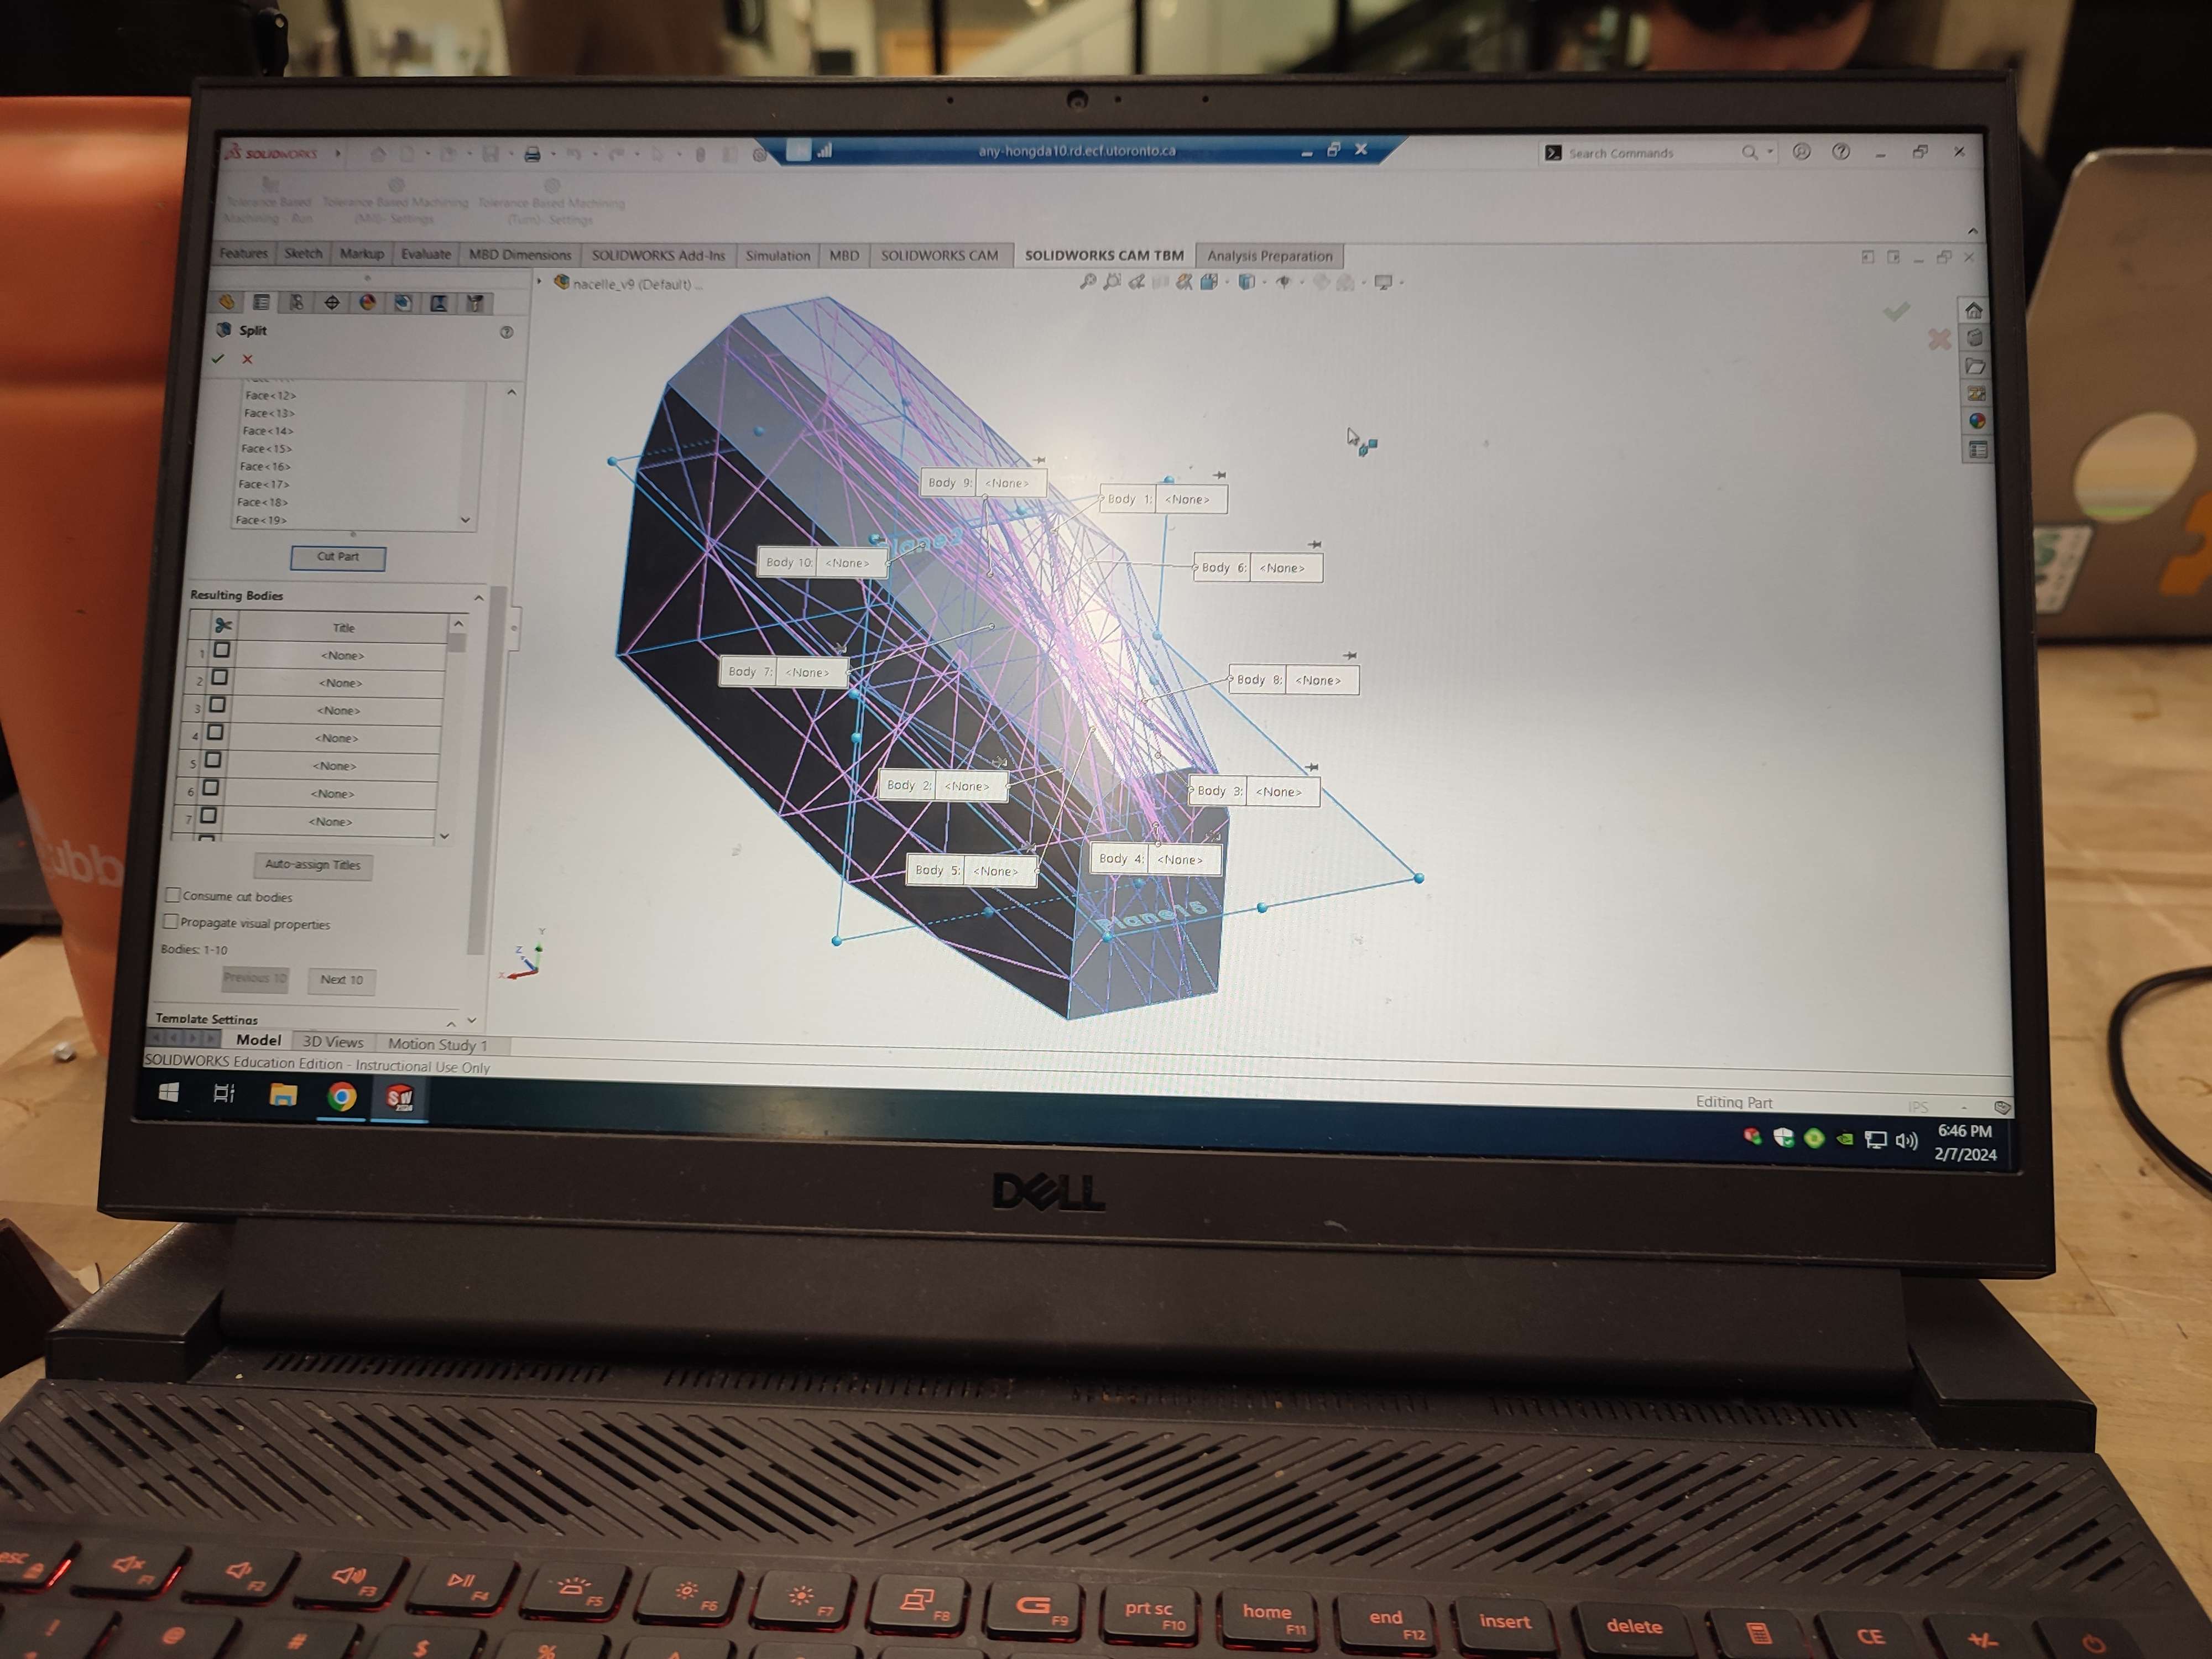 SOLIDWORKS
any-hongda10.rd.ecf.utoronto.ca
Search Commands
Tolerance Based Machining - Run
Tolerance Based Machining (Mill)- Settings
Tolerance Based Machining (Turn)- Settings
Features
Sketch
Markup
Evaluate
MBD Dimensions
SOLIDWORKS Add-Ins
Simulation
MBD
SOLIDWORKS CAM
SOLIDWORKS CAM TBM
Analysis Preparation
nacelle_v9 (Default) ...
Split
Face<12>
Face<13>
Face<14>
Face<15>
Face<16>
Face<17>
Face<18>
Face<19>
Cut Part
Resulting Bodies
Title
1 <None>
2 <None>
3 <None>
4 <None>
5 <None>
6 <None>
7 <None>
Auto-assign Titles
Consume cut bodies
Propagate visual properties
Bodies: 1-10
Previous 10
Next 10
Template Settings
Body 9: <None>
Body 1: <None>
Body 10: <None>
Body 6: <None>
Body 7: <None>
Body 8: <None>
Body 2: <None>
Body 3: <None>
Body 5: <None>
Body 4: <None>
Plane15
Y
Z
X
Model
3D Views
Motion Study 1
SOLIDWORKS Education Edition - Instructional Use Only
Editing Part
IPS
SW
6:46 PM
2/7/2024
DELL
esc
F1
F2
F3
F4
F5
F6
F7
F8
G F9
prt sc F10
home F11
end F12
insert
delete
CE
+/-
!
@
#
$
%